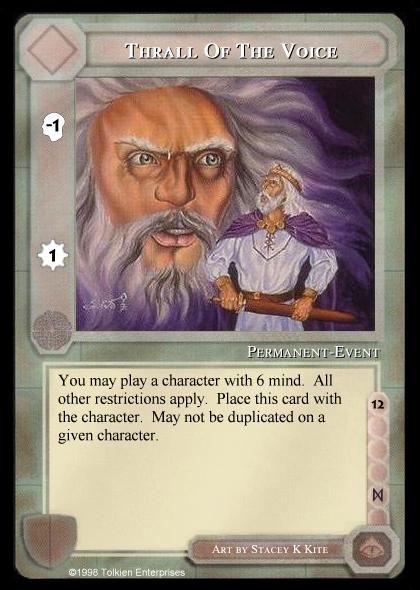 THRALL OF THE VOICE
-1
1
PERMANENT-EVENT
You may play a character with 6 mind. All
other restrictions apply. Place this card with
the character. May not be duplicated on a
given character.
12
ᛞ
ART BY STACEY K KITE
©1998 Tolkien Enterprises